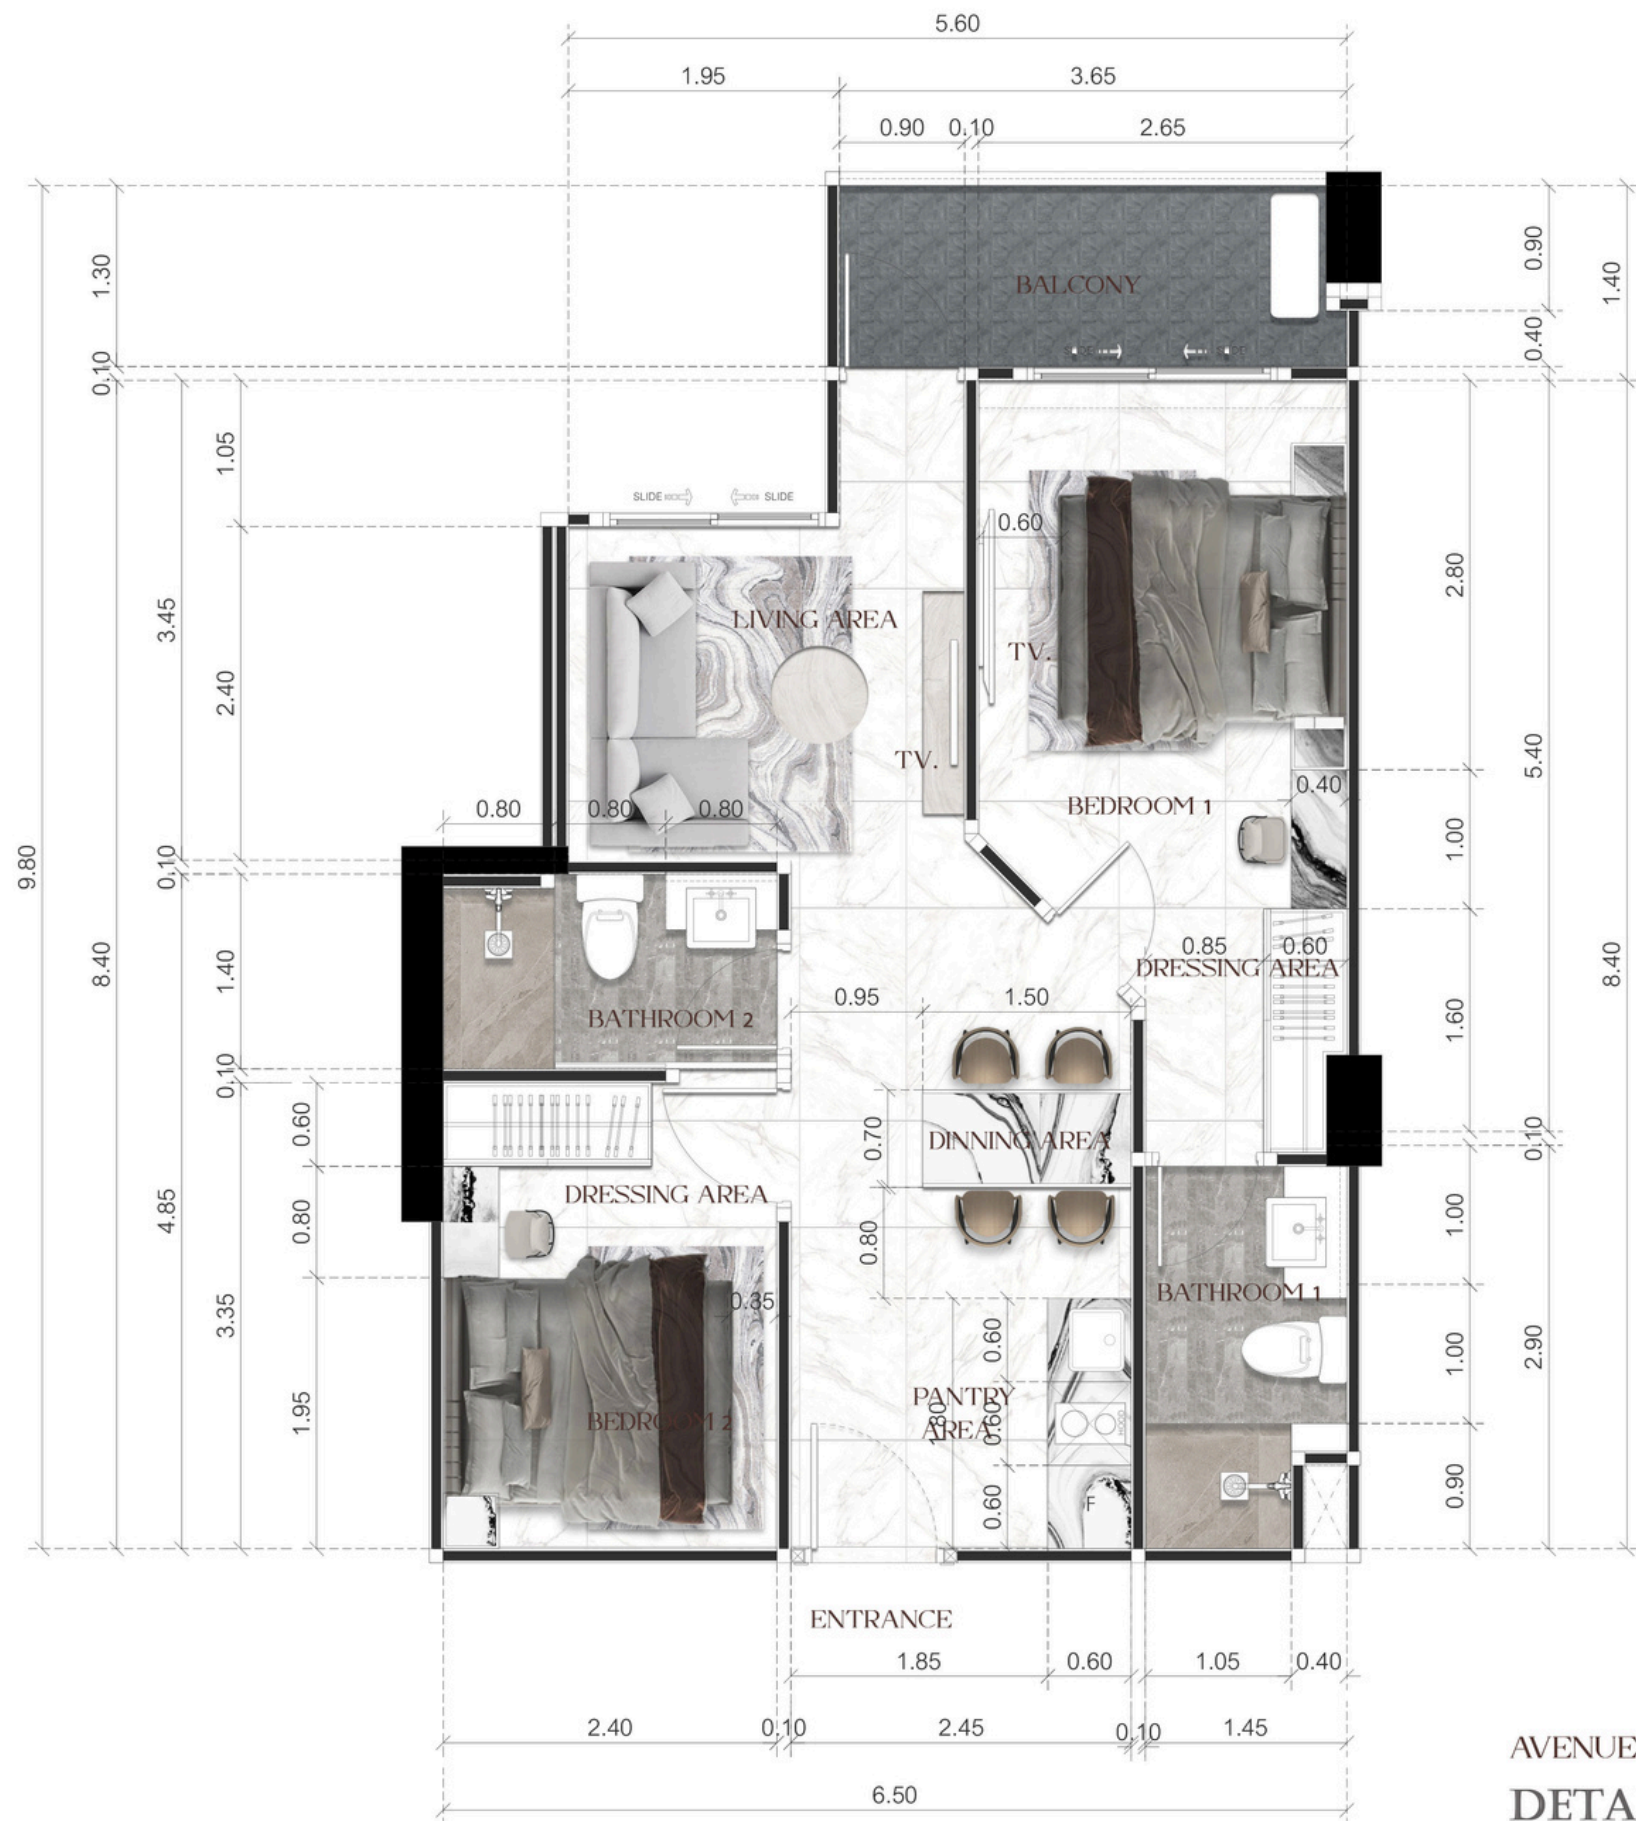 5.60
1.95
3.65
0.90
0.10
2.65
1.30
0.90
1.40
BALCONY
0.40
0.10
SLIDE
SLIDE
1.05
SLIDE
SLIDE
0.60
2.80
3.45
LIVING AREA
TV.
2.40
TV.
5.40
0.40
BEDROOM 1
0.80
0.80
0.80
1.00
9.80
0.10
8.40
1.40
0.85
0.60
DRESSING AREA
8.40
0.95
1.50
BATHROOM 2
1.60
0.10
0.60
0.70
DINNING AREA
0.10
DRESSING AREA
4.85
0.80
0.80
1.00
BATHROOM 1
0.35
3.35
0.60
1.00
2.90
PANTRY
AREA
1.80
0.60
HOOD
BEDROOM 2
1.95
0.60
F
0.90
ENTRANCE
1.85
0.60
1.05
0.40
2.40
0.10
2.45
0.10
1.45
6.50
AVENUE
DETA